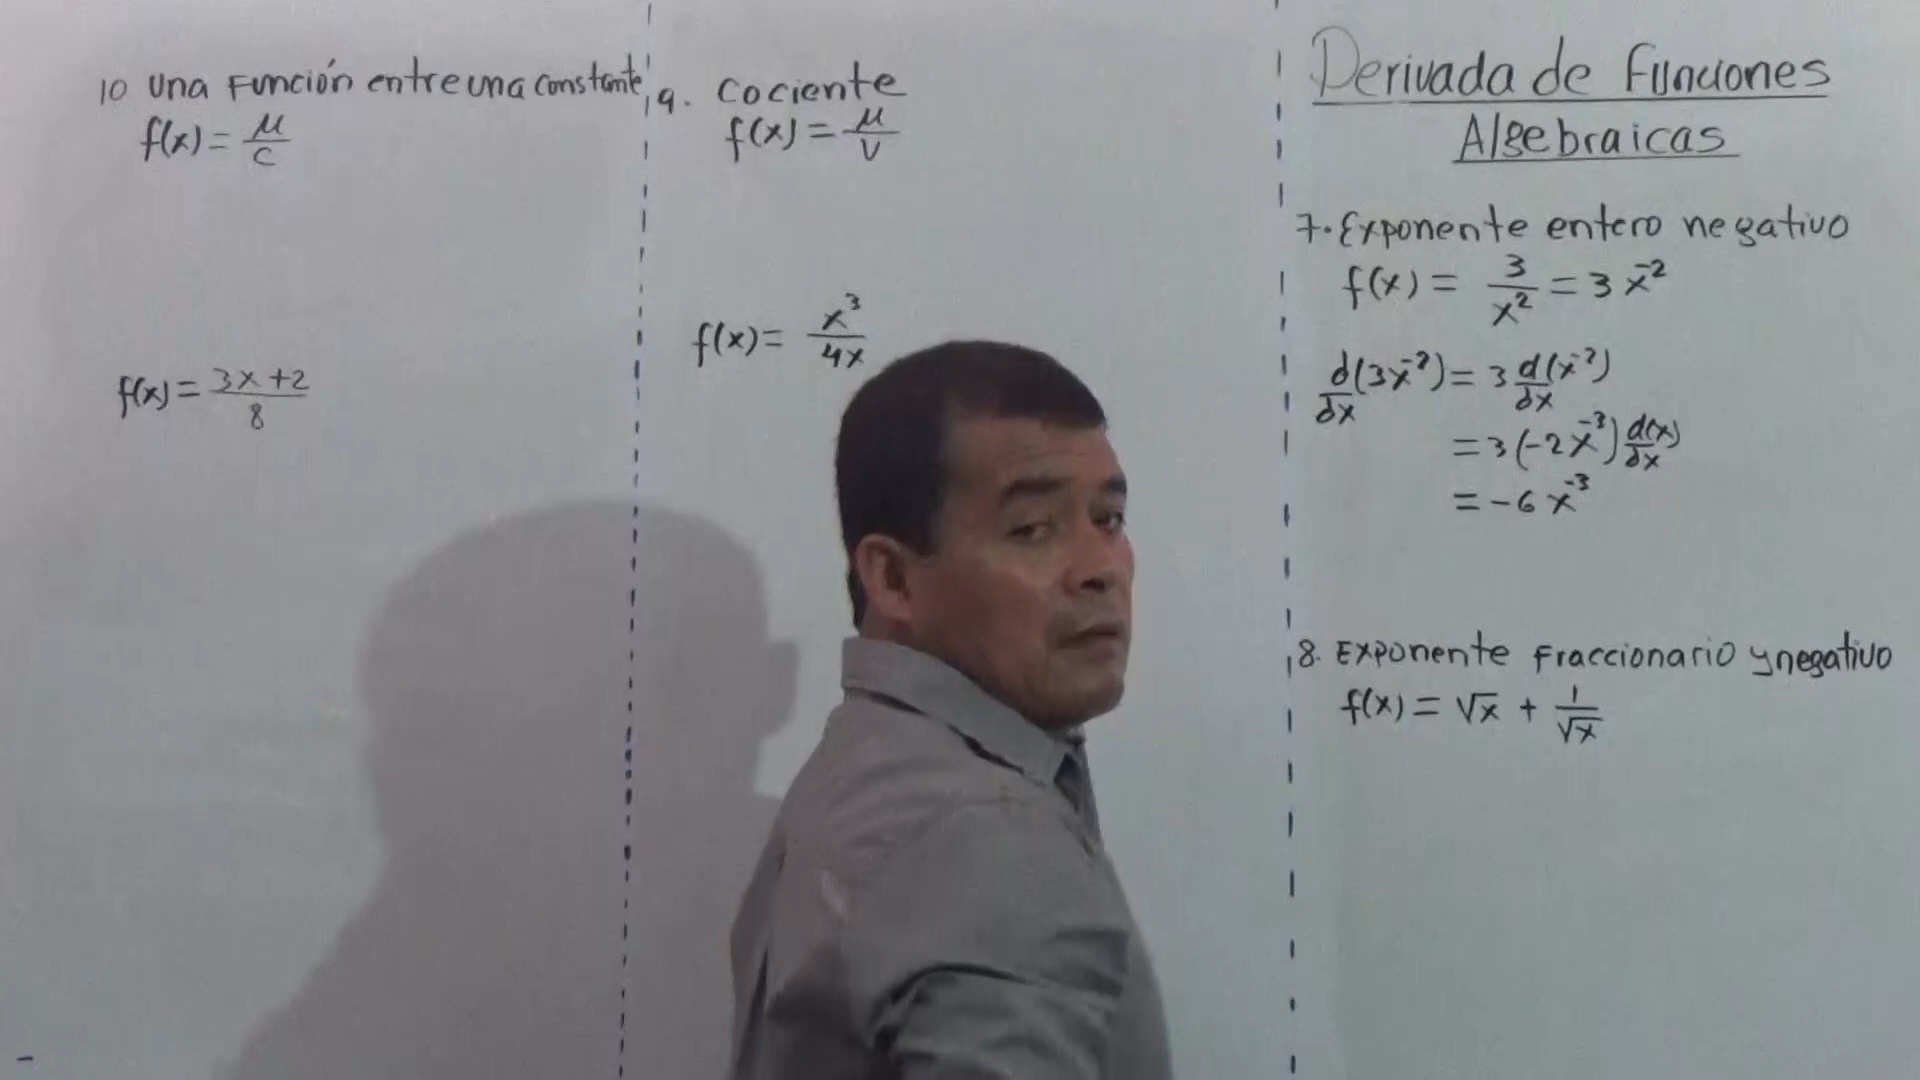 Derivada de Funciones
Algebraicas
7. Exponente entero negativo
f(x) = 3/x² = 3x⁻²
d/dx(3x⁻²) = 3 d/dx(x⁻²)
= 3(-2x⁻³) d(x)/dx
= -6x⁻³
8. Exponente Fraccionario y negativo
f(x) = √x + 1/√x
9. Cociente
f(x) = μ/v
f(x) = x³/4x
10 Una Función entre una constante
f(x) = μ/c
f(x) = 3x+2/8